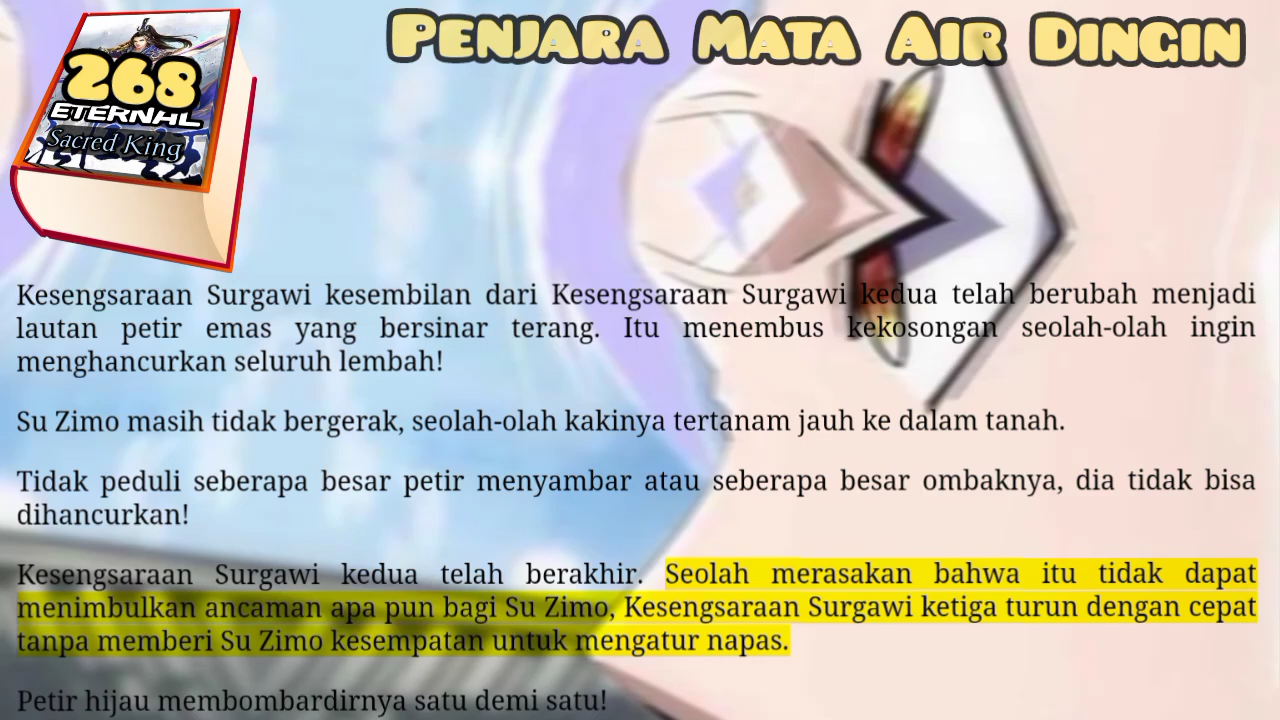 PENJARA MATA AIR DINGIN
268
ETERNAL
Sacred King
Kesengsaraan Surgawi kesembilan dari Kesengsaraan Surgawi kedua telah berubah menjadi
lautan petir emas yang bersinar terang. Itu menembus kekosongan seolah-olah ingin
menghancurkan seluruh lembah!
Su Zimo masih tidak bergerak, seolah-olah kakinya tertanam jauh ke dalam tanah.
Tidak peduli seberapa besar petir menyambar atau seberapa besar ombaknya, dia tidak bisa
dihancurkan!
Kesengsaraan Surgawi kedua telah berakhir. Seolah merasakan bahwa itu tidak dapat
menimbulkan ancaman apa pun bagi Su Zimo, Kesengsaraan Surgawi ketiga turun dengan cepat
tanpa memberi Su Zimo kesempatan untuk mengatur napas.
Petir hijau membombardirnya satu demi satu!